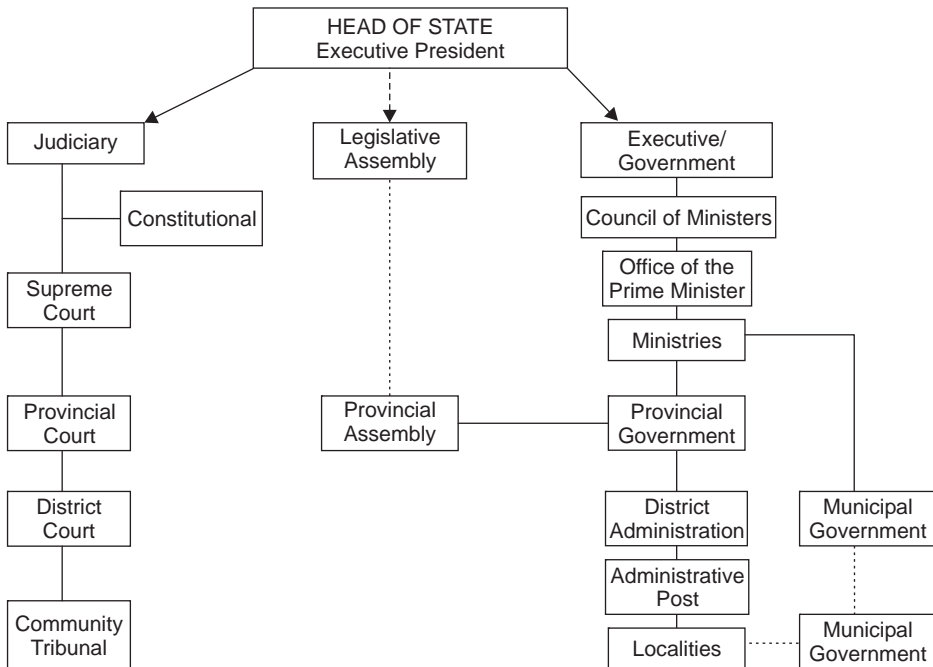 HEAD OF STATE
Executive President
Judiciary
Legislative
Assembly
Executive/
Government
Constitutional
Council of Ministers
Office of the
Prime Minister
Supreme
Court
Ministries
Provincial
Court
Provincial
Assembly
Provincial
Government
District
Court
District
Administration
Municipal
Government
Administrative
Post
Community
Tribunal
Localities
Municipal
Government